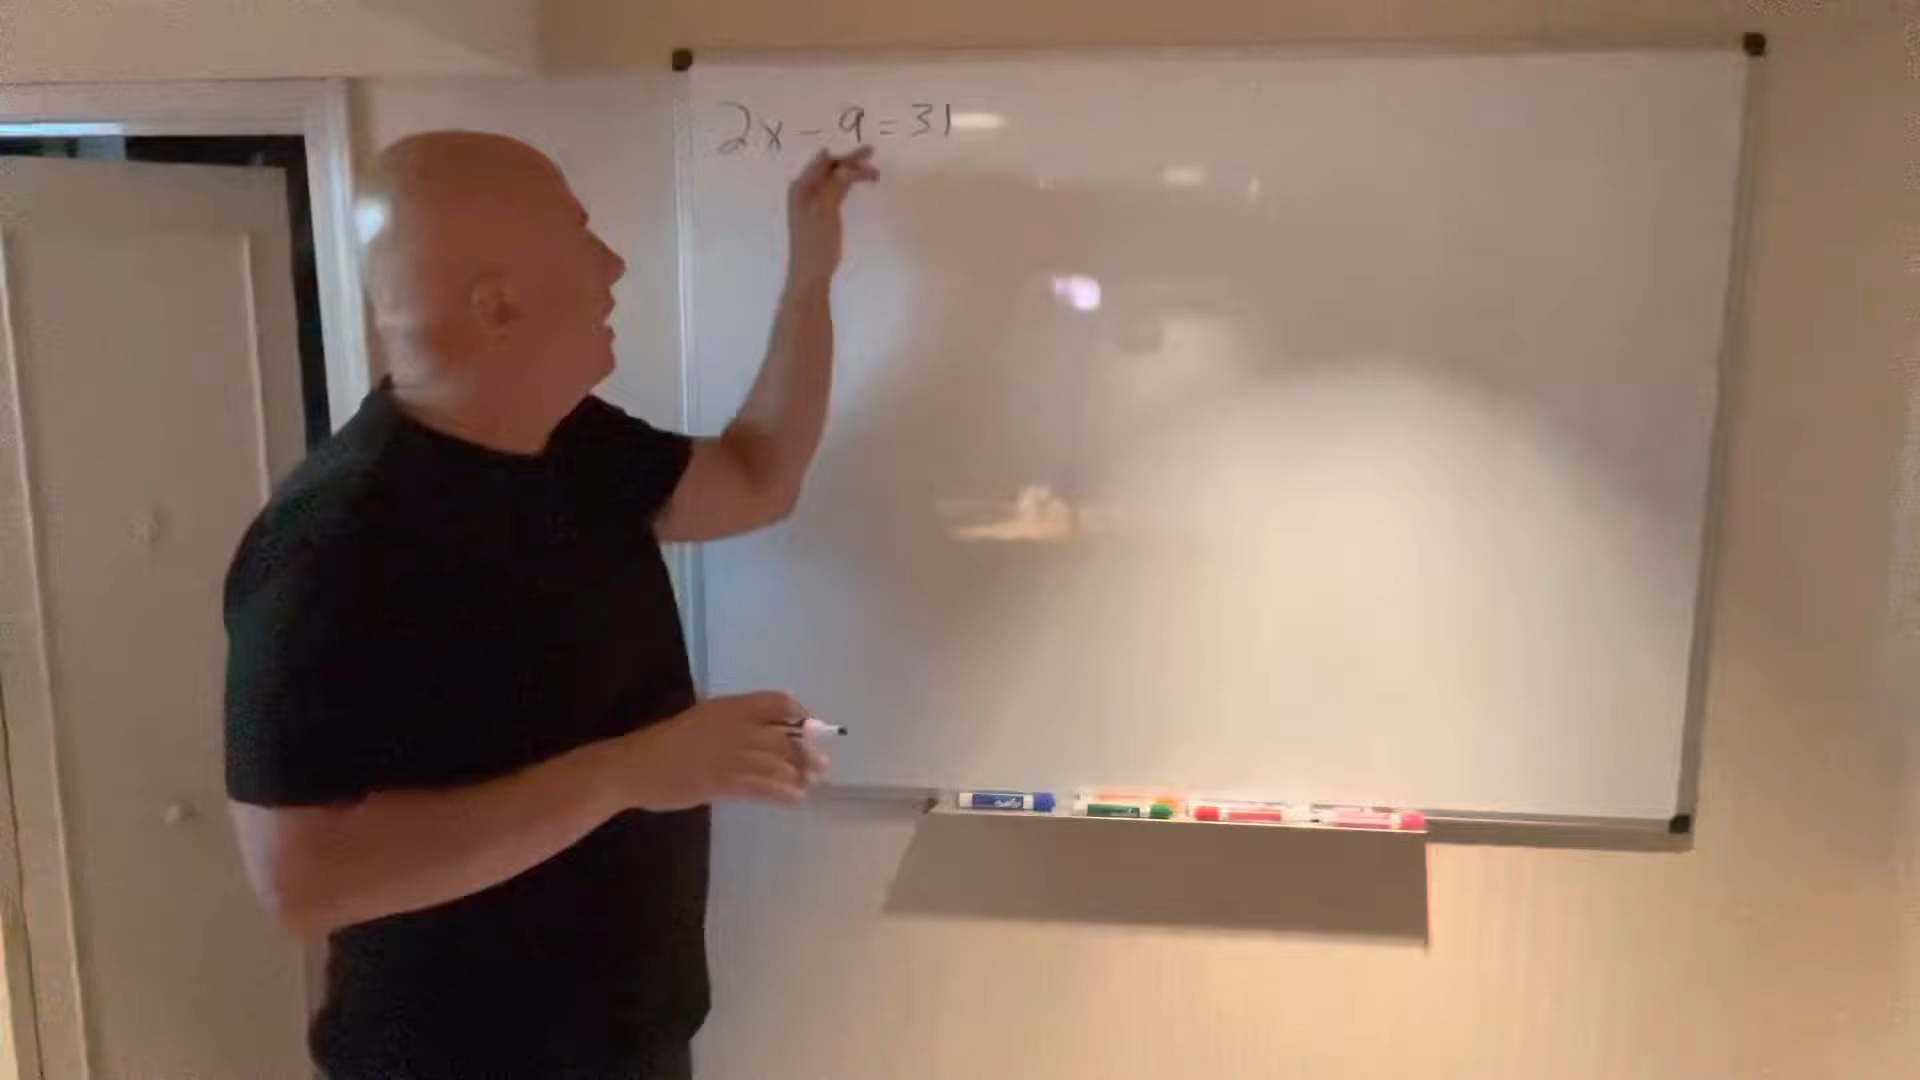 2x - 9 = 31